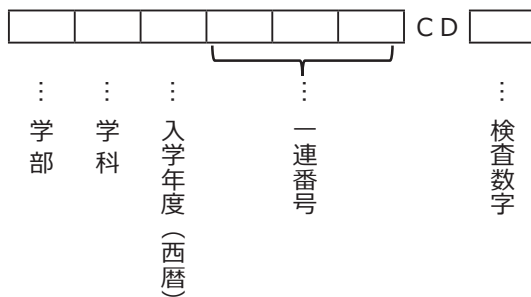 CD
…学部
…学科
…入学年度（西暦）
…一連番号
…検査数字